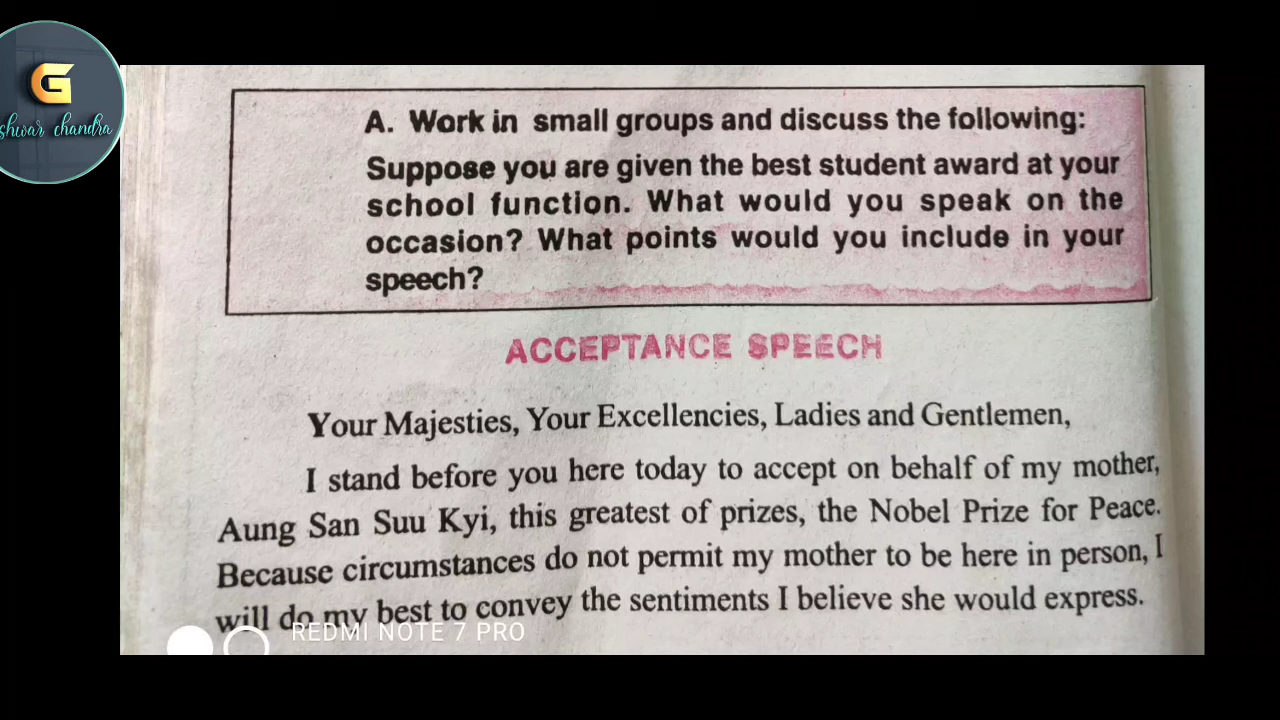 G
shwar chandra
A. Work in small groups and discuss the following:
Suppose you are given the best student award at your
school function. What would you speak on the
occasion? What points would you include in your
speech?
ACCEPTANCE SPEECH
Your Majesties, Your Excellencies, Ladies and Gentlemen,
I stand before you here today to accept on behalf of my mother,
Aung San Suu Kyi, this greatest of prizes, the Nobel Prize for Peace.
Because circumstances do not permit my mother to be here in person, I
will do my best to convey the sentiments I believe she would express.
REDMI NOTE 7 PRO